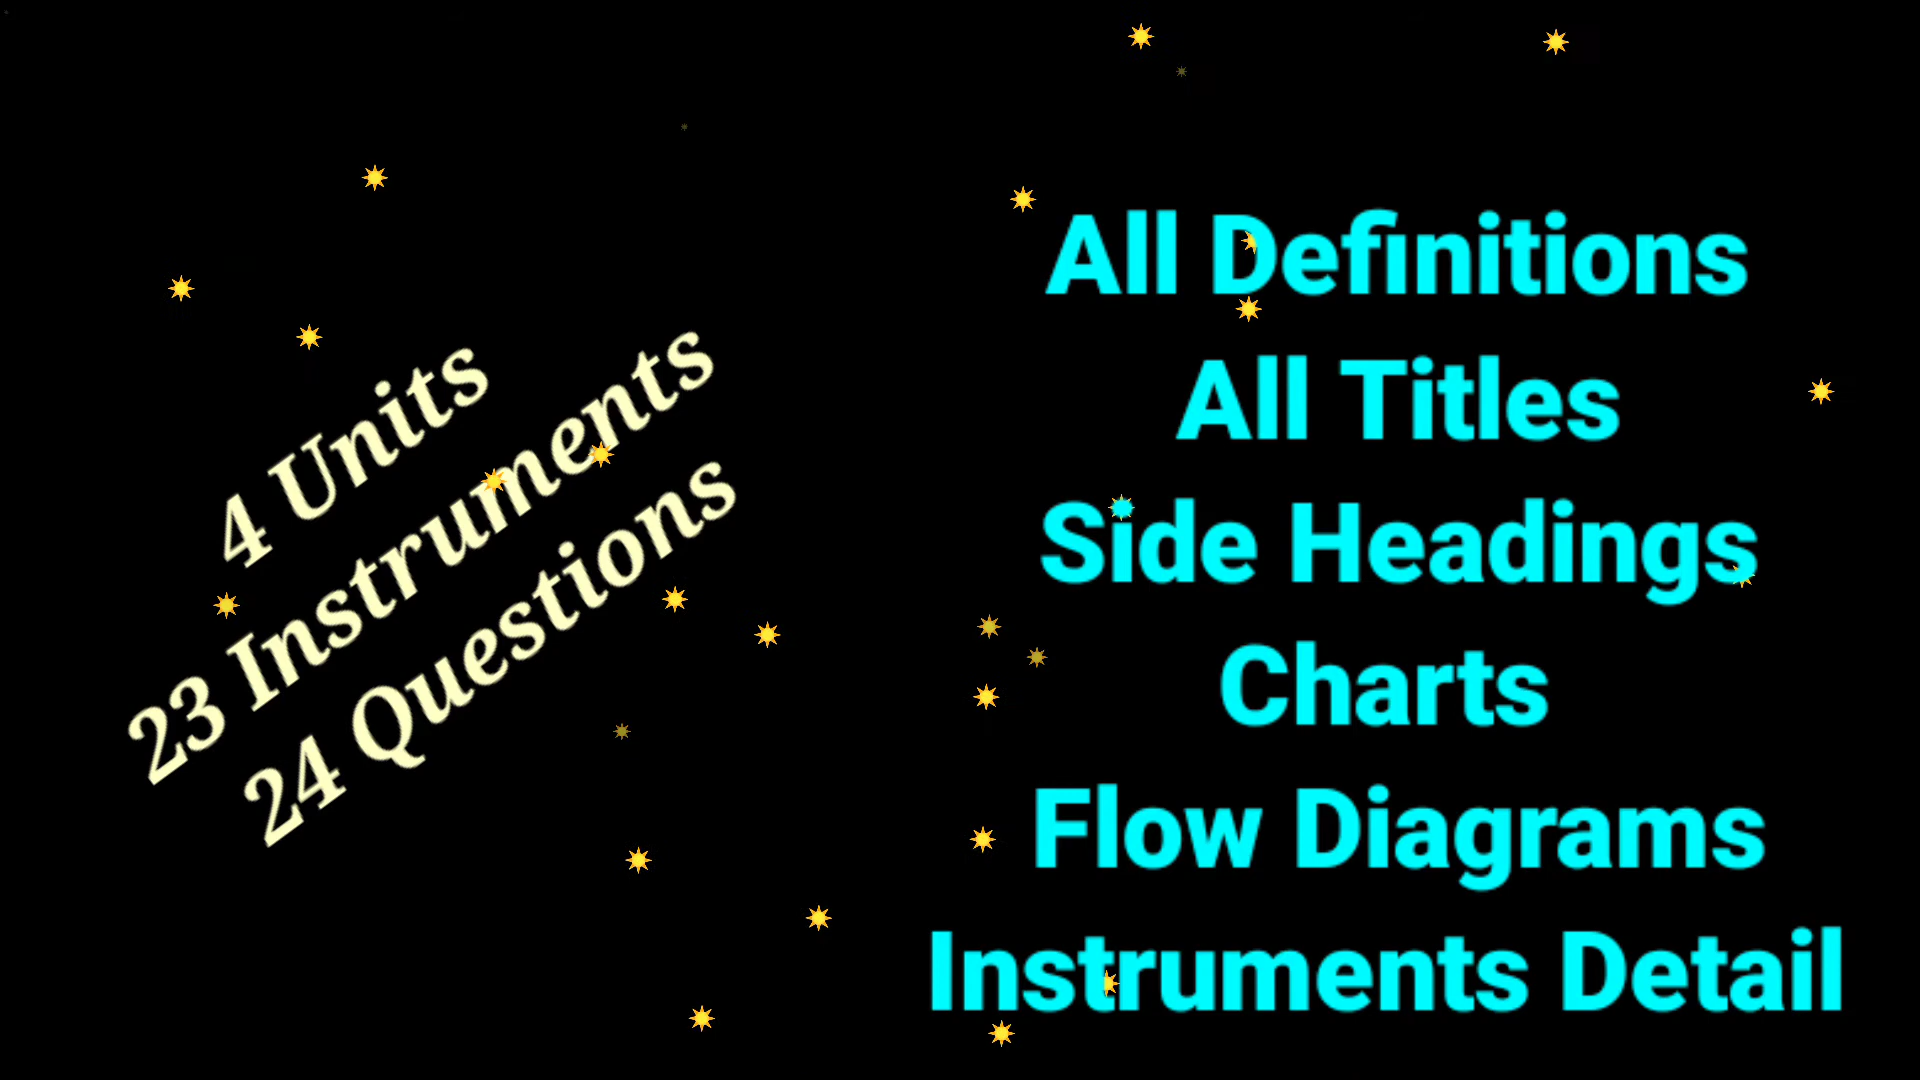 4 Units
23 Instruments
24 Questions
All Definitions
All Titles
Side Headings
Charts
Flow Diagrams
Instruments Detail